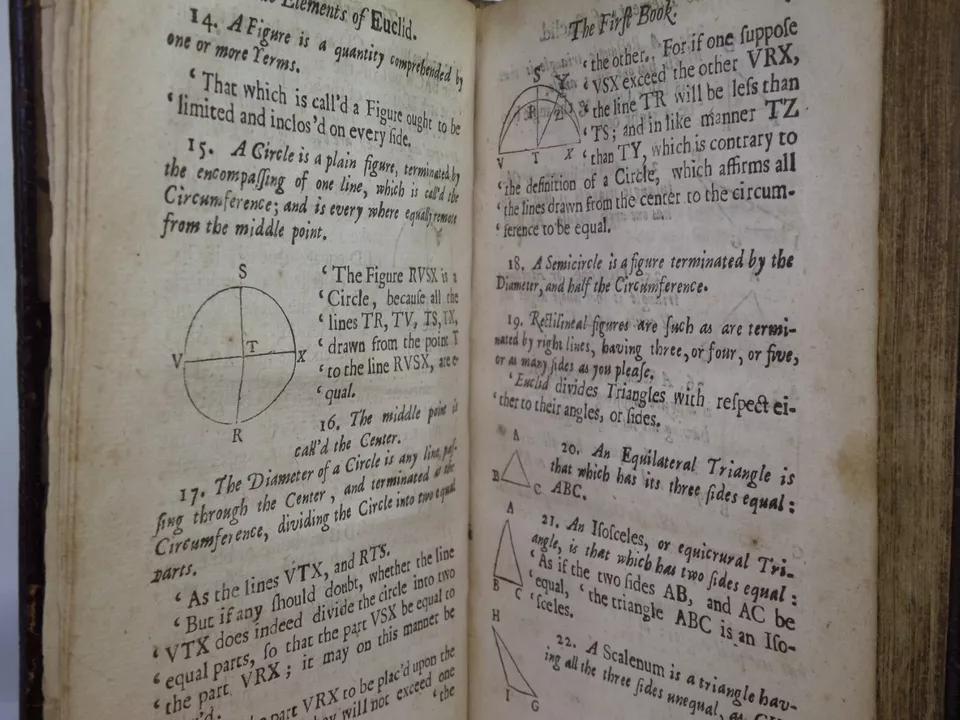 Elements of Euclid.
14. A Figure is a quantity comprehended by
one or more Terms.
‘ That which is call'd a Figure ought to be
‘ limited and inclos'd on every ſide.
15. A Circle is a plain figure, terminated by
the encompaſſing of one line, which is call'd the
Circumference; and is every where equally remote
from the middle point.
S
V
T
X
R
‘ The Figure RVSX is a
‘ Circle, becauſe all the
‘ lines TR, TV, TS, TX,
‘ drawn from the point T
‘ to the line RVSX, are e-
‘ qual.
16. The middle point is
call'd the Center.
17. The Diameter of a Circle is any line paſ-
ſing through the Center, and terminated at the
Circumference, dividing the Circle into two equal
parts.
‘ As the lines VTX, and RTS.
‘ But if any ſhould doubt, whether the line
‘ VTX does indeed divide the circle into two
‘ equal parts, ſo that the part VSX be equal to
‘ the part VRX; it may on this manner be
part VRX to be plac'd upon the
they will not exceed one
‘ the
The Firſt Book.
S
Y
R
Z
V
T
X
‘ the other. For if one ſuppoſe
‘ VSX exceed the other VRX,
‘ the line TR will be leſs than
‘ TS; and in like manner TZ
‘ than TY, which is contrary to
‘ the definition of a Circle, which affirms all
‘ the lines drawn from the center to the circum-
‘ ference to be equal.
18. A Semicircle is a figure terminated by the
Diameter, and half the Circumference.
19. Rectilineal figures are ſuch as are termi-
nated by right lines, having three, or four, or five,
or as many ſides as you pleaſe.
‘ Euclid divides Triangles with reſpect ei-
‘ ther to their angles, or ſides.
A
B
C
20. An Equilateral Triangle is
that which has its three ſides equal:
ABC.
A
B
C
21. An Iſoſceles, or equicrural Tri-
angle, is that which has two ſides equal:
‘ As if the two ſides AB, and AC be
‘ equal, ‘ the triangle ABC is an Iſo-
‘ ſceles.
H
I
G
22. A Scalenum is a triangle hav-
ing all the three ſides unequal, as